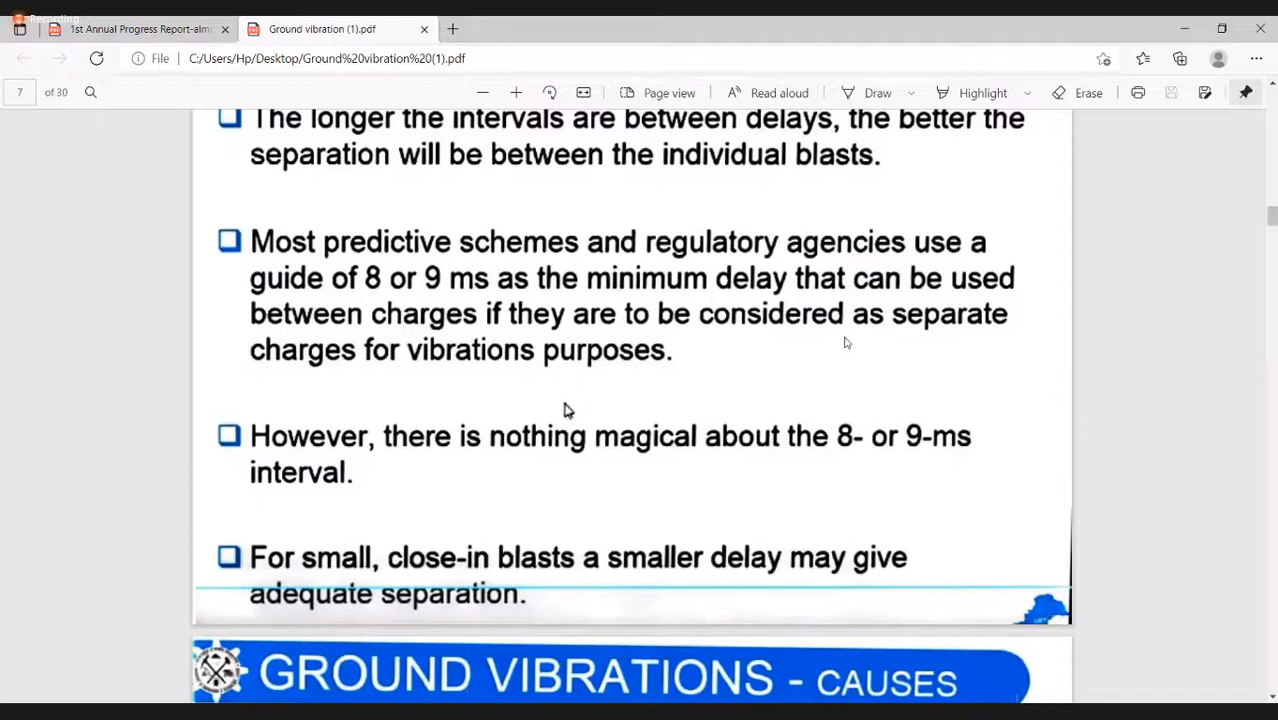 Recording
1st Annual Progress Report-alm
Ground vibration (1).pdf
File
C:/Users/Hp/Desktop/Ground%20vibration%20(1).pdf
7 of 30
Page view
Read aloud
Draw
Highlight
Erase
The longer the intervals are between delays, the better the
separation will be between the individual blasts.
Most predictive schemes and regulatory agencies use a
guide of 8 or 9 ms as the minimum delay that can be used
between charges if they are to be considered as separate
charges for vibrations purposes.
However, there is nothing magical about the 8- or 9-ms
interval.
For small, close-in blasts a smaller delay may give
adequate separation.
GROUND VIBRATIONS - CAUSES